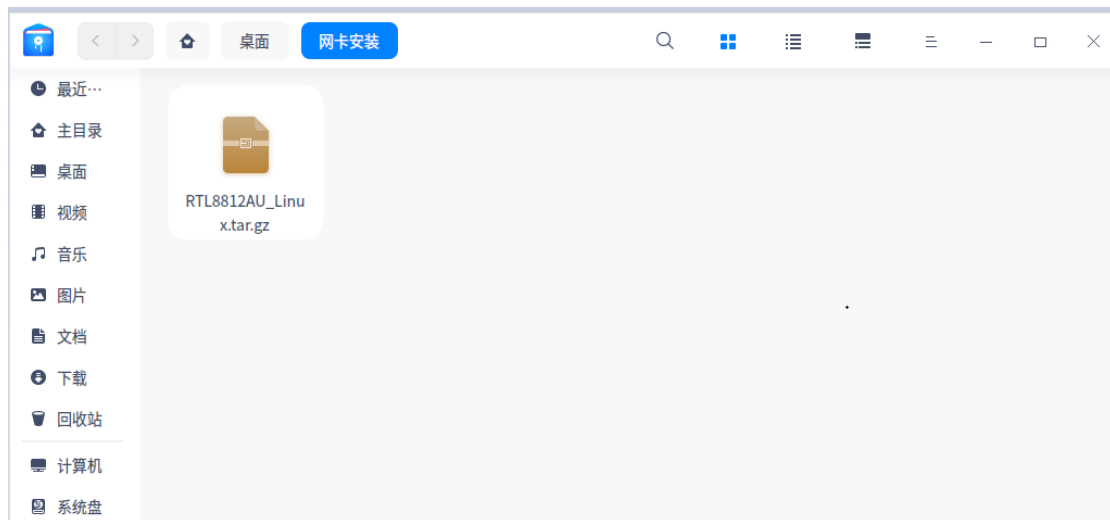 桌面
网卡安装
最近…
主目录
桌面
视频
音乐
图片
文档
下载
回收站
计算机
系统盘
RTL8812AU_Linu
x.tar.gz